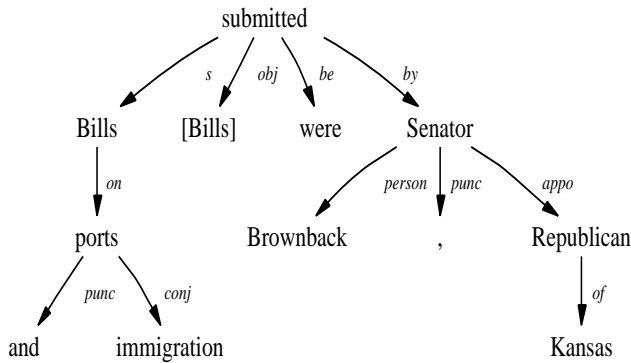 submitted
s obj be by
Bills [Bills] were Senator
on person punc appo
ports Brownback , Republican
punc conj of
and immigration Kansas